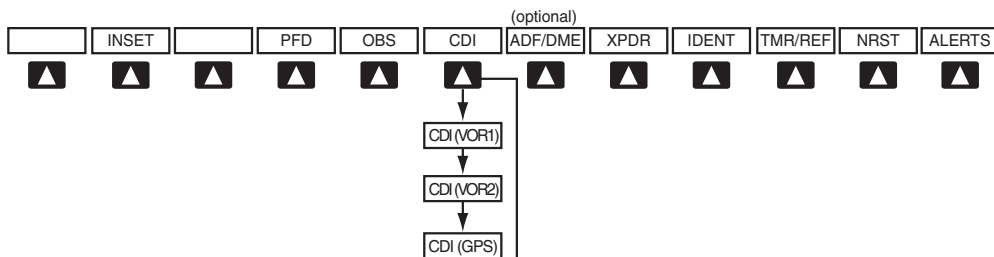 (optional)
INSET PFD OBS CDI ADF/DME XPDR IDENT TMR/REF NRST ALERTS
CDI (VOR1)
CDI (VOR2)
CDI (GPS)